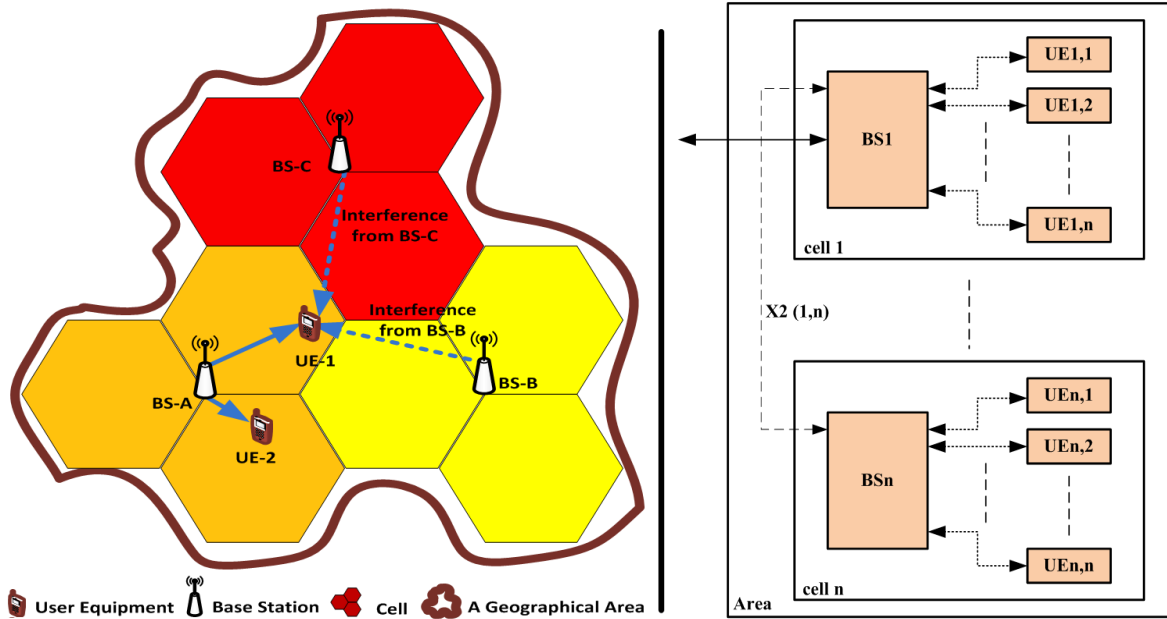 BS-C
Interference
from BS-C
Interference
from BS-B
UE-1
BS-A
BS-B
UE-2
User Equipment
Base Station
Cell
A Geographical Area
UE1,1
UE1,2
BS1
UE1,n
cell 1
X2 (1,n)
UEn,1
UEn,2
BSn
UEn,n
cell n
Area